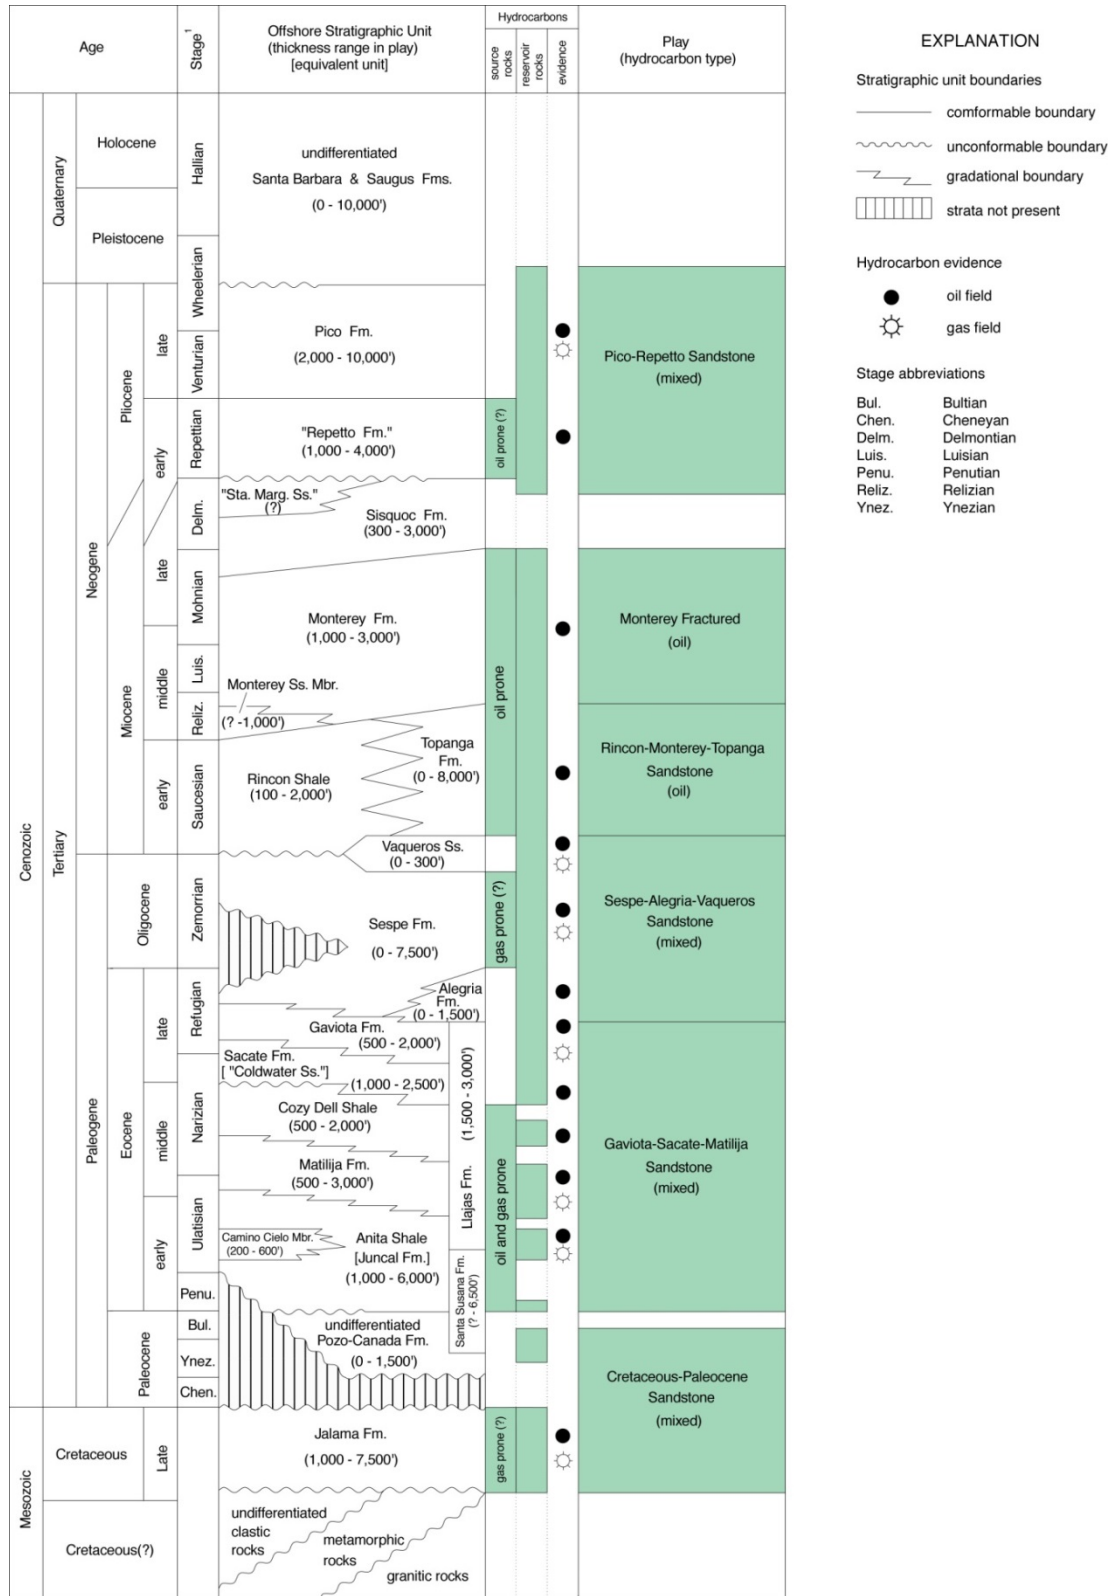 Age
Stage1
Offshore Stratigraphic Unit
(thickness range in play)
[equivalent unit]
Hydrocarbons
source
rocks
reservoir
rocks
evidence
Play
(hydrocarbon type)
Cenozoic
Mesozoic
Quaternary
Tertiary
Neogene
Paleogene
Holocene
Pleistocene
Pliocene
late
early
Miocene
late
middle
early
Oligocene
Eocene
late
middle
early
Paleocene
Cretaceous
Late
Cretaceous(?)
Hallian
Wheelerian
Venturian
Repettian
Delm.
Mohnian
Luis.
Reliz.
Saucesian
Zemorrian
Refugian
Narizian
Ulatisian
Penu.
Bul.
Ynez.
Chen.
undifferentiated
Santa Barbara & Saugus Fms.
(0 - 10,000')
Pico Fm.
(2,000 - 10,000')
"Repetto Fm."
(1,000 - 4,000')
"Sta. Marg. Ss."
(?)
Sisquoc Fm.
(300 - 3,000')
Monterey Fm.
(1,000 - 3,000')
Monterey Ss. Mbr.
(? -1,000')
Topanga
Fm.
(0 - 8,000')
Rincon Shale
(100 - 2,000')
Vaqueros Ss.
(0 - 300')
Sespe Fm.
(0 - 7,500')
Alegria
Fm.
(0 - 1,500')
Gaviota Fm.
(500 - 2,000')
Sacate Fm.
[ "Coldwater Ss."]
(1,000 - 2,500')
Cozy Dell Shale
(500 - 2,000')
Matilija Fm.
(500 - 3,000')
Llajas Fm.
(1,500 - 3,000')
Camino Cielo Mbr.
(200 - 600')
Anita Shale
[Juncal Fm.]
(1,000 - 6,000')
Santa Susana Fm.
(? - 6,500')
undifferentiated
Pozo-Canada Fm.
(0 - 1,500')
Jalama Fm.
(1,000 - 7,500')
undifferentiated
clastic
rocks
metamorphic
rocks
granitic rocks
oil prone (?)
oil prone
gas prone (?)
oil and gas prone
gas prone (?)
Pico-Repetto Sandstone
(mixed)
Monterey Fractured
(oil)
Rincon-Monterey-Topanga
Sandstone
(oil)
Sespe-Alegria-Vaqueros
Sandstone
(mixed)
Gaviota-Sacate-Matilija
Sandstone
(mixed)
Cretaceous-Paleocene
Sandstone
(mixed)
EXPLANATION
Stratigraphic unit boundaries
comformable boundary
unconformable boundary
gradational boundary
strata not present
Hydrocarbon evidence
oil field
gas field
Stage abbreviations
Bul. Bultian
Chen. Cheneyan
Delm. Delmontian
Luis. Luisian
Penu. Penutian
Reliz. Relizian
Ynez. Ynezian